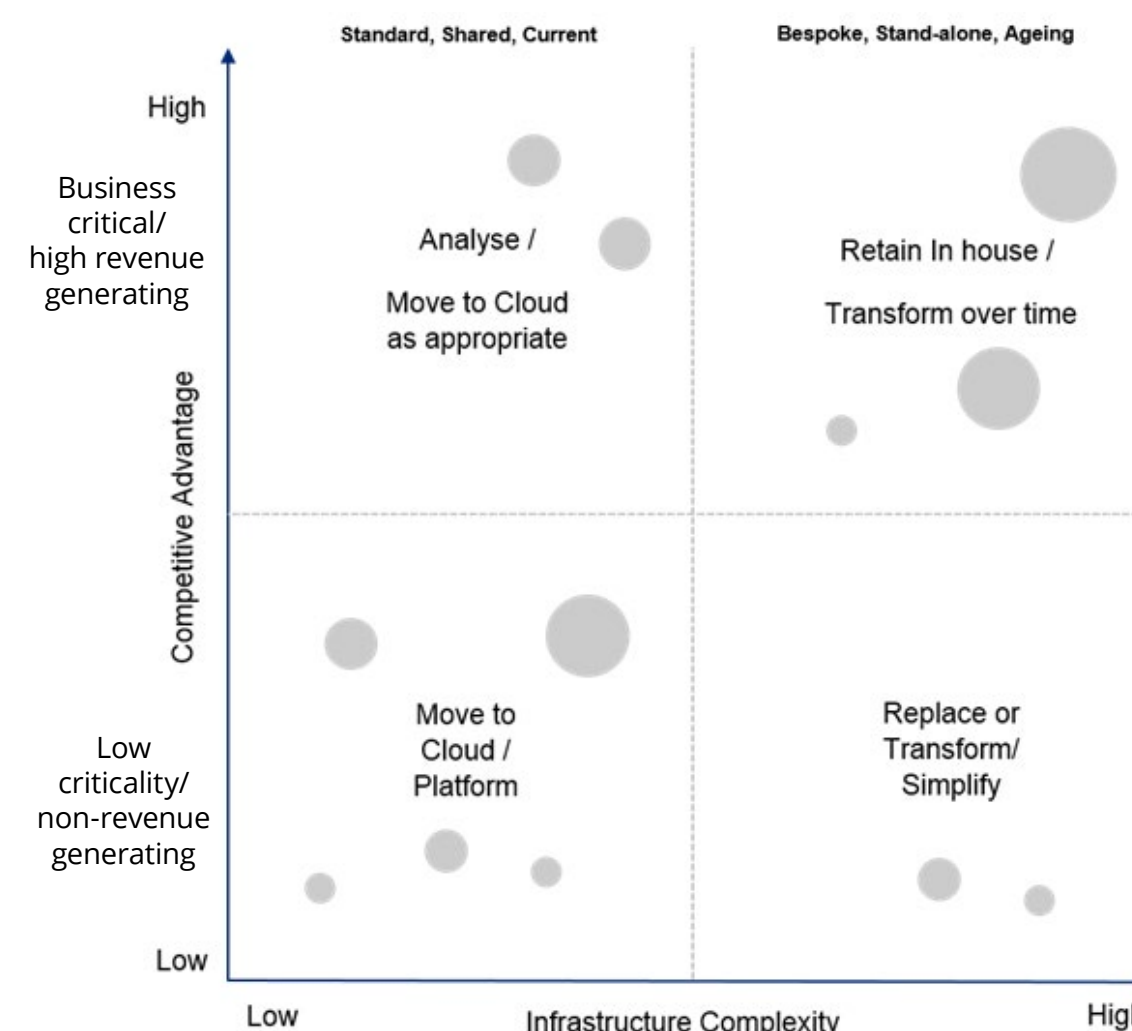 Standard, Shared, Current
Bespoke, Stand-alone, Ageing
High
Business
critical/
high revenue
generating
Analyse /
Move to Cloud
as appropriate
Retain In house /
Transform over time
Competitive Advantage
Low
criticality/
non-revenue
generating
Move to
Cloud /
Platform
Replace or
Transform/
Simplify
Low
Low
Infrastructure Complexity
High